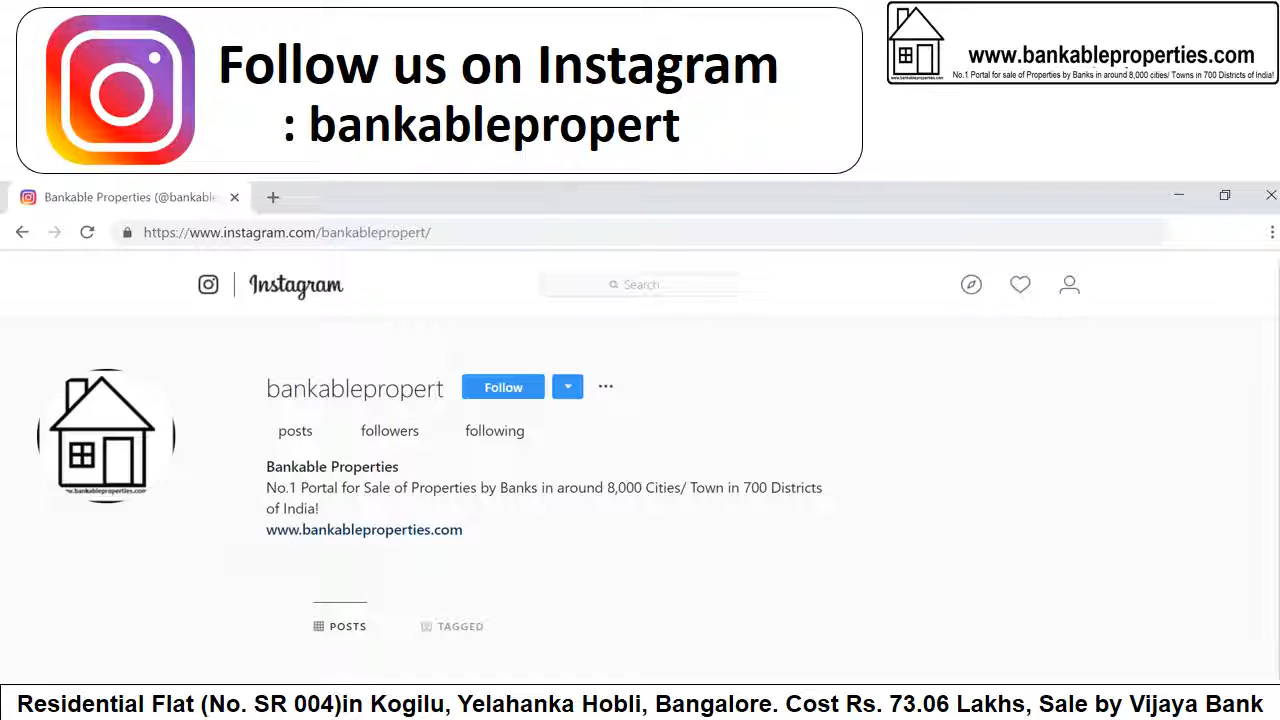 Follow us on Instagram
: bankablepropert
www.bankableproperties.com
No.1 Portal for sale of Properties by Banks in around 8,000 cities/ Towns in 700 Districts of India!
Bankable Properties (@bankable
https://www.instagram.com/bankablepropert/
Instagram
Search
bankablepropert
Follow
posts followers following
Bankable Properties
No.1 Portal for Sale of Properties by Banks in around 8,000 Cities/ Town in 700 Districts
of India!
www.bankableproperties.com
POSTS TAGGED
Residential Flat (No. SR 004)in Kogilu, Yelahanka Hobli, Bangalore. Cost Rs. 73.06 Lakhs, Sale by Vijaya Bank